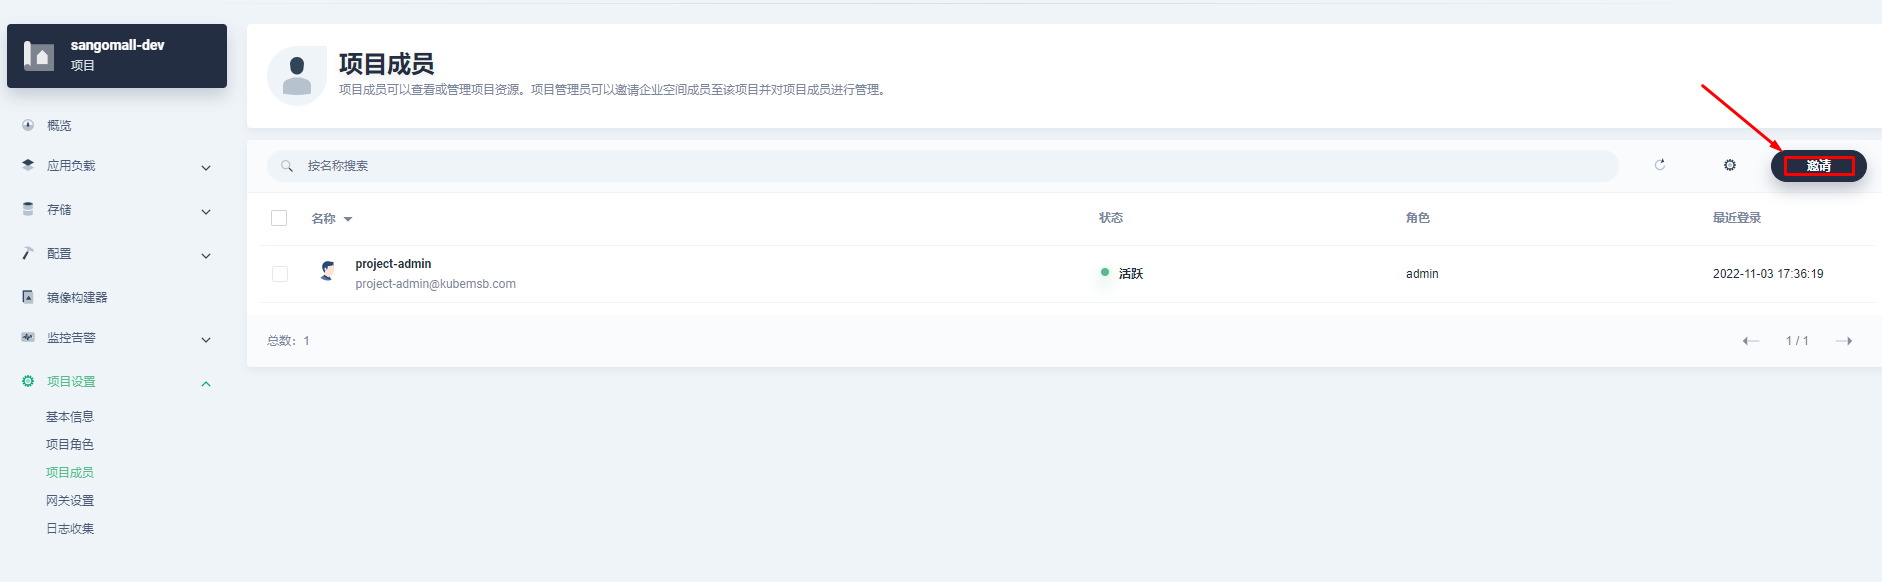 sangomall-dev
项目
概览
应用负载
存储
配置
镜像构建器
监控告警
项目设置
基本信息
项目角色
项目成员
网关设置
日志收集
项目成员
项目成员可以查看或管理项目资源。项目管理员可以邀请企业空间成员至该项目并对项目成员进行管理。
按名称搜索
邀请
名称 状态 角色 最近登录
project-admin
project-admin@kubemsb.com
活跃 admin 2022-11-03 17:36:19
总数：1
1 / 1